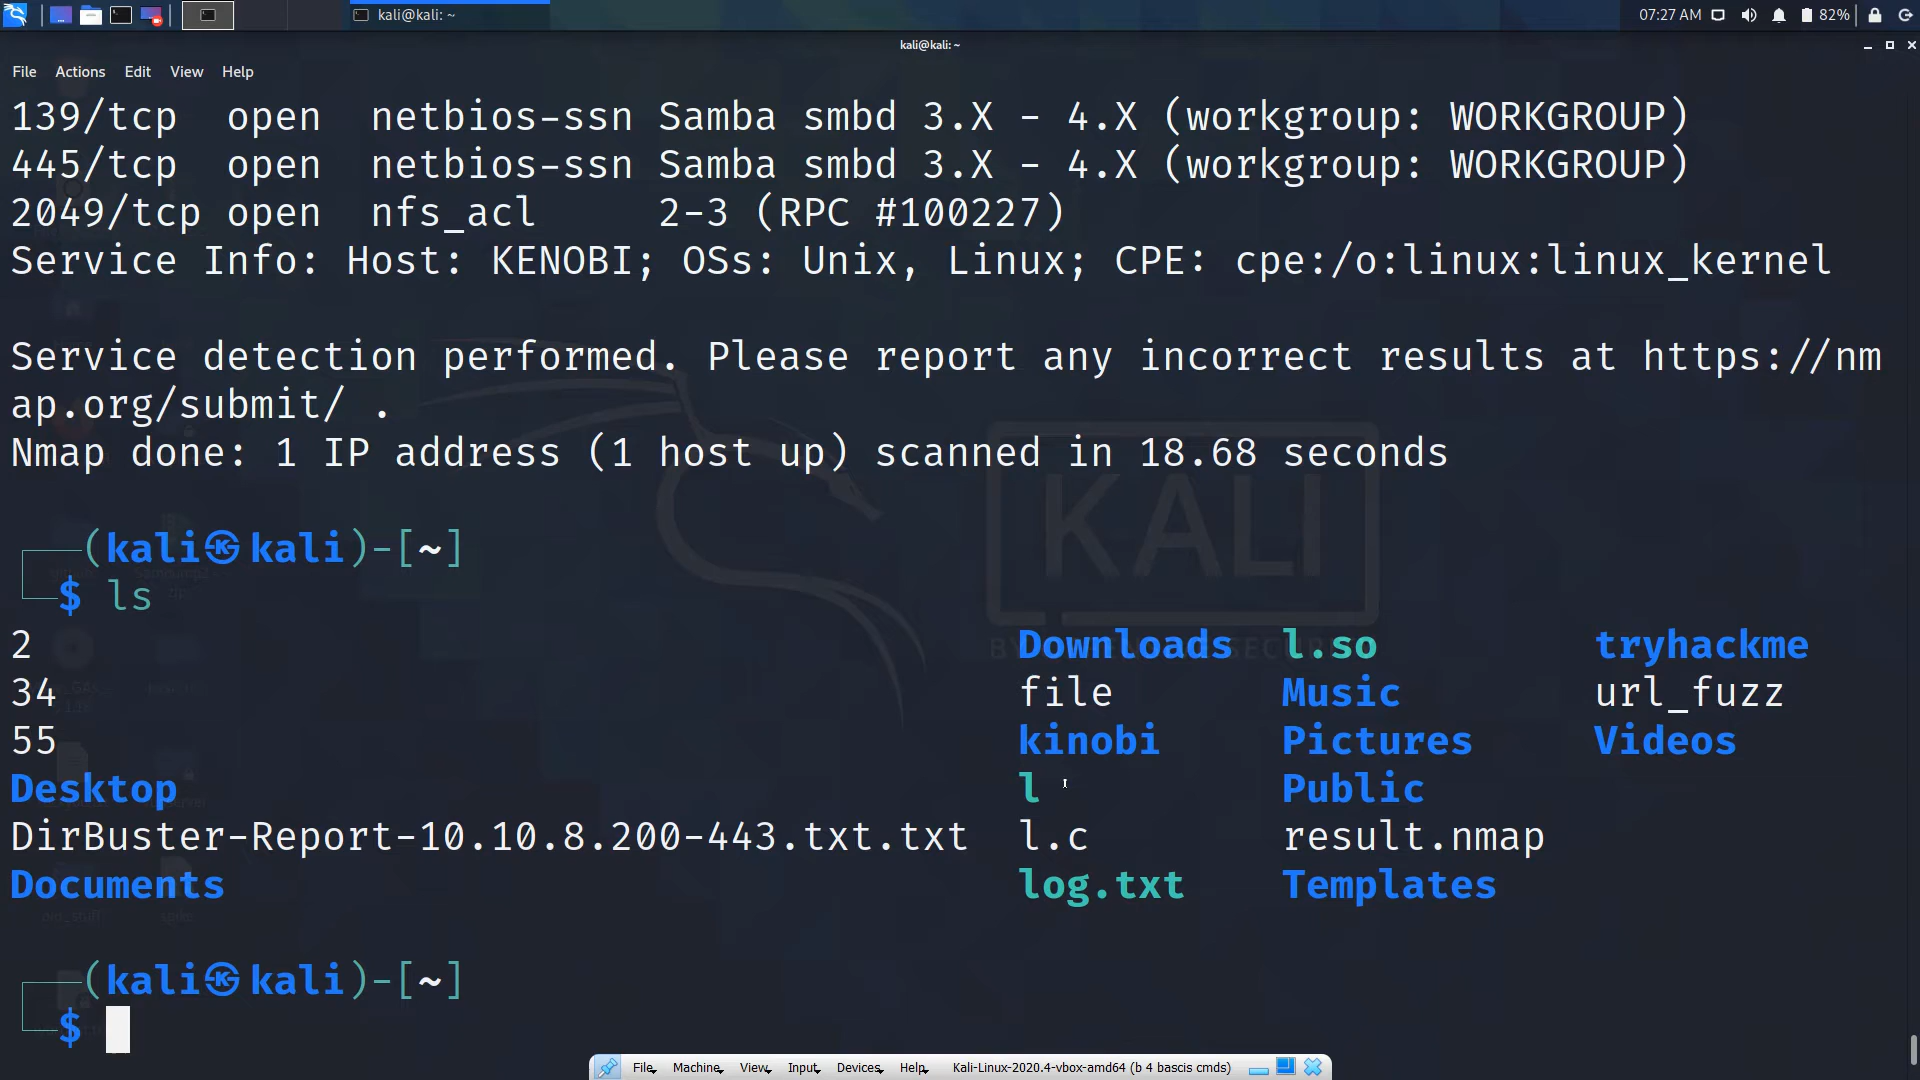 kali@kali: ~
07:27 AM
82%
kali@kali: ~
File Actions Edit View Help
139/tcp  open  netbios-ssn Samba smbd 3.X - 4.X (workgroup: WORKGROUP)
445/tcp  open  netbios-ssn Samba smbd 3.X - 4.X (workgroup: WORKGROUP)
2049/tcp open  nfs_acl     2-3 (RPC #100227)
Service Info: Host: KENOBI; OSs: Unix, Linux; CPE: cpe:/o:linux:linux_kernel
Service detection performed. Please report any incorrect results at https://nm
ap.org/submit/ .
Nmap done: 1 IP address (1 host up) scanned in 18.68 seconds
KALI
(kali㉿kali)-[~]
$ ls
2 Downloads l.so tryhackme
34 file Music url_fuzz
55 kinobi Pictures Videos
Desktop l Public
DirBuster-Report-10.10.8.200-443.txt.txt l.c result.nmap
Documents log.txt Templates
(kali㉿kali)-[~]
$
File Machine View Input Devices Help Kali-Linux-2020.4-vbox-amd64 (b 4 bascis cmds)